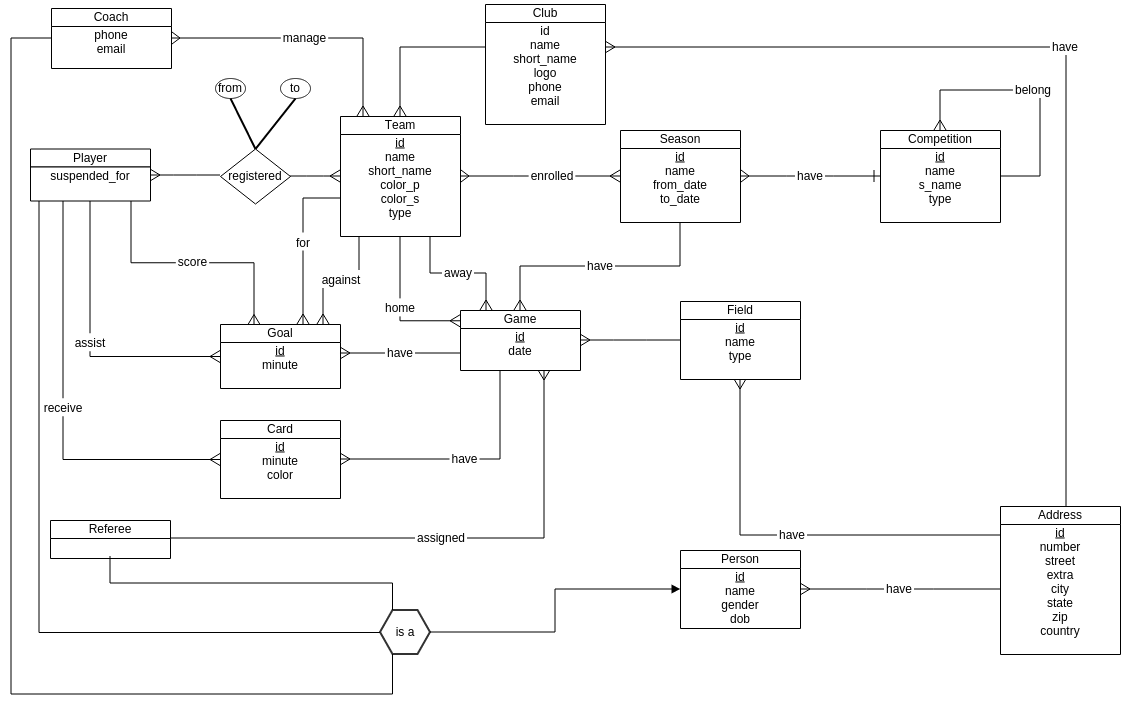 Coach
phone
email
manage
Club
id
name
short_name
logo
phone
email
have
from
to
belong
Team
id
name
short_name
color_p
color_s
type
Season
id
name
from_date
to_date
Competition
id
name
s_name
type
Player
suspended_for
registered
enrolled
have
for
score
against
away
have
home
Goal
id
minute
Game
id
date
Field
id
name
type
assist
have
receive
Card
id
minute
color
have
Referee
assigned
have
Address
id
number
street
extra
city
state
zip
country
Person
id
name
gender
dob
have
is a